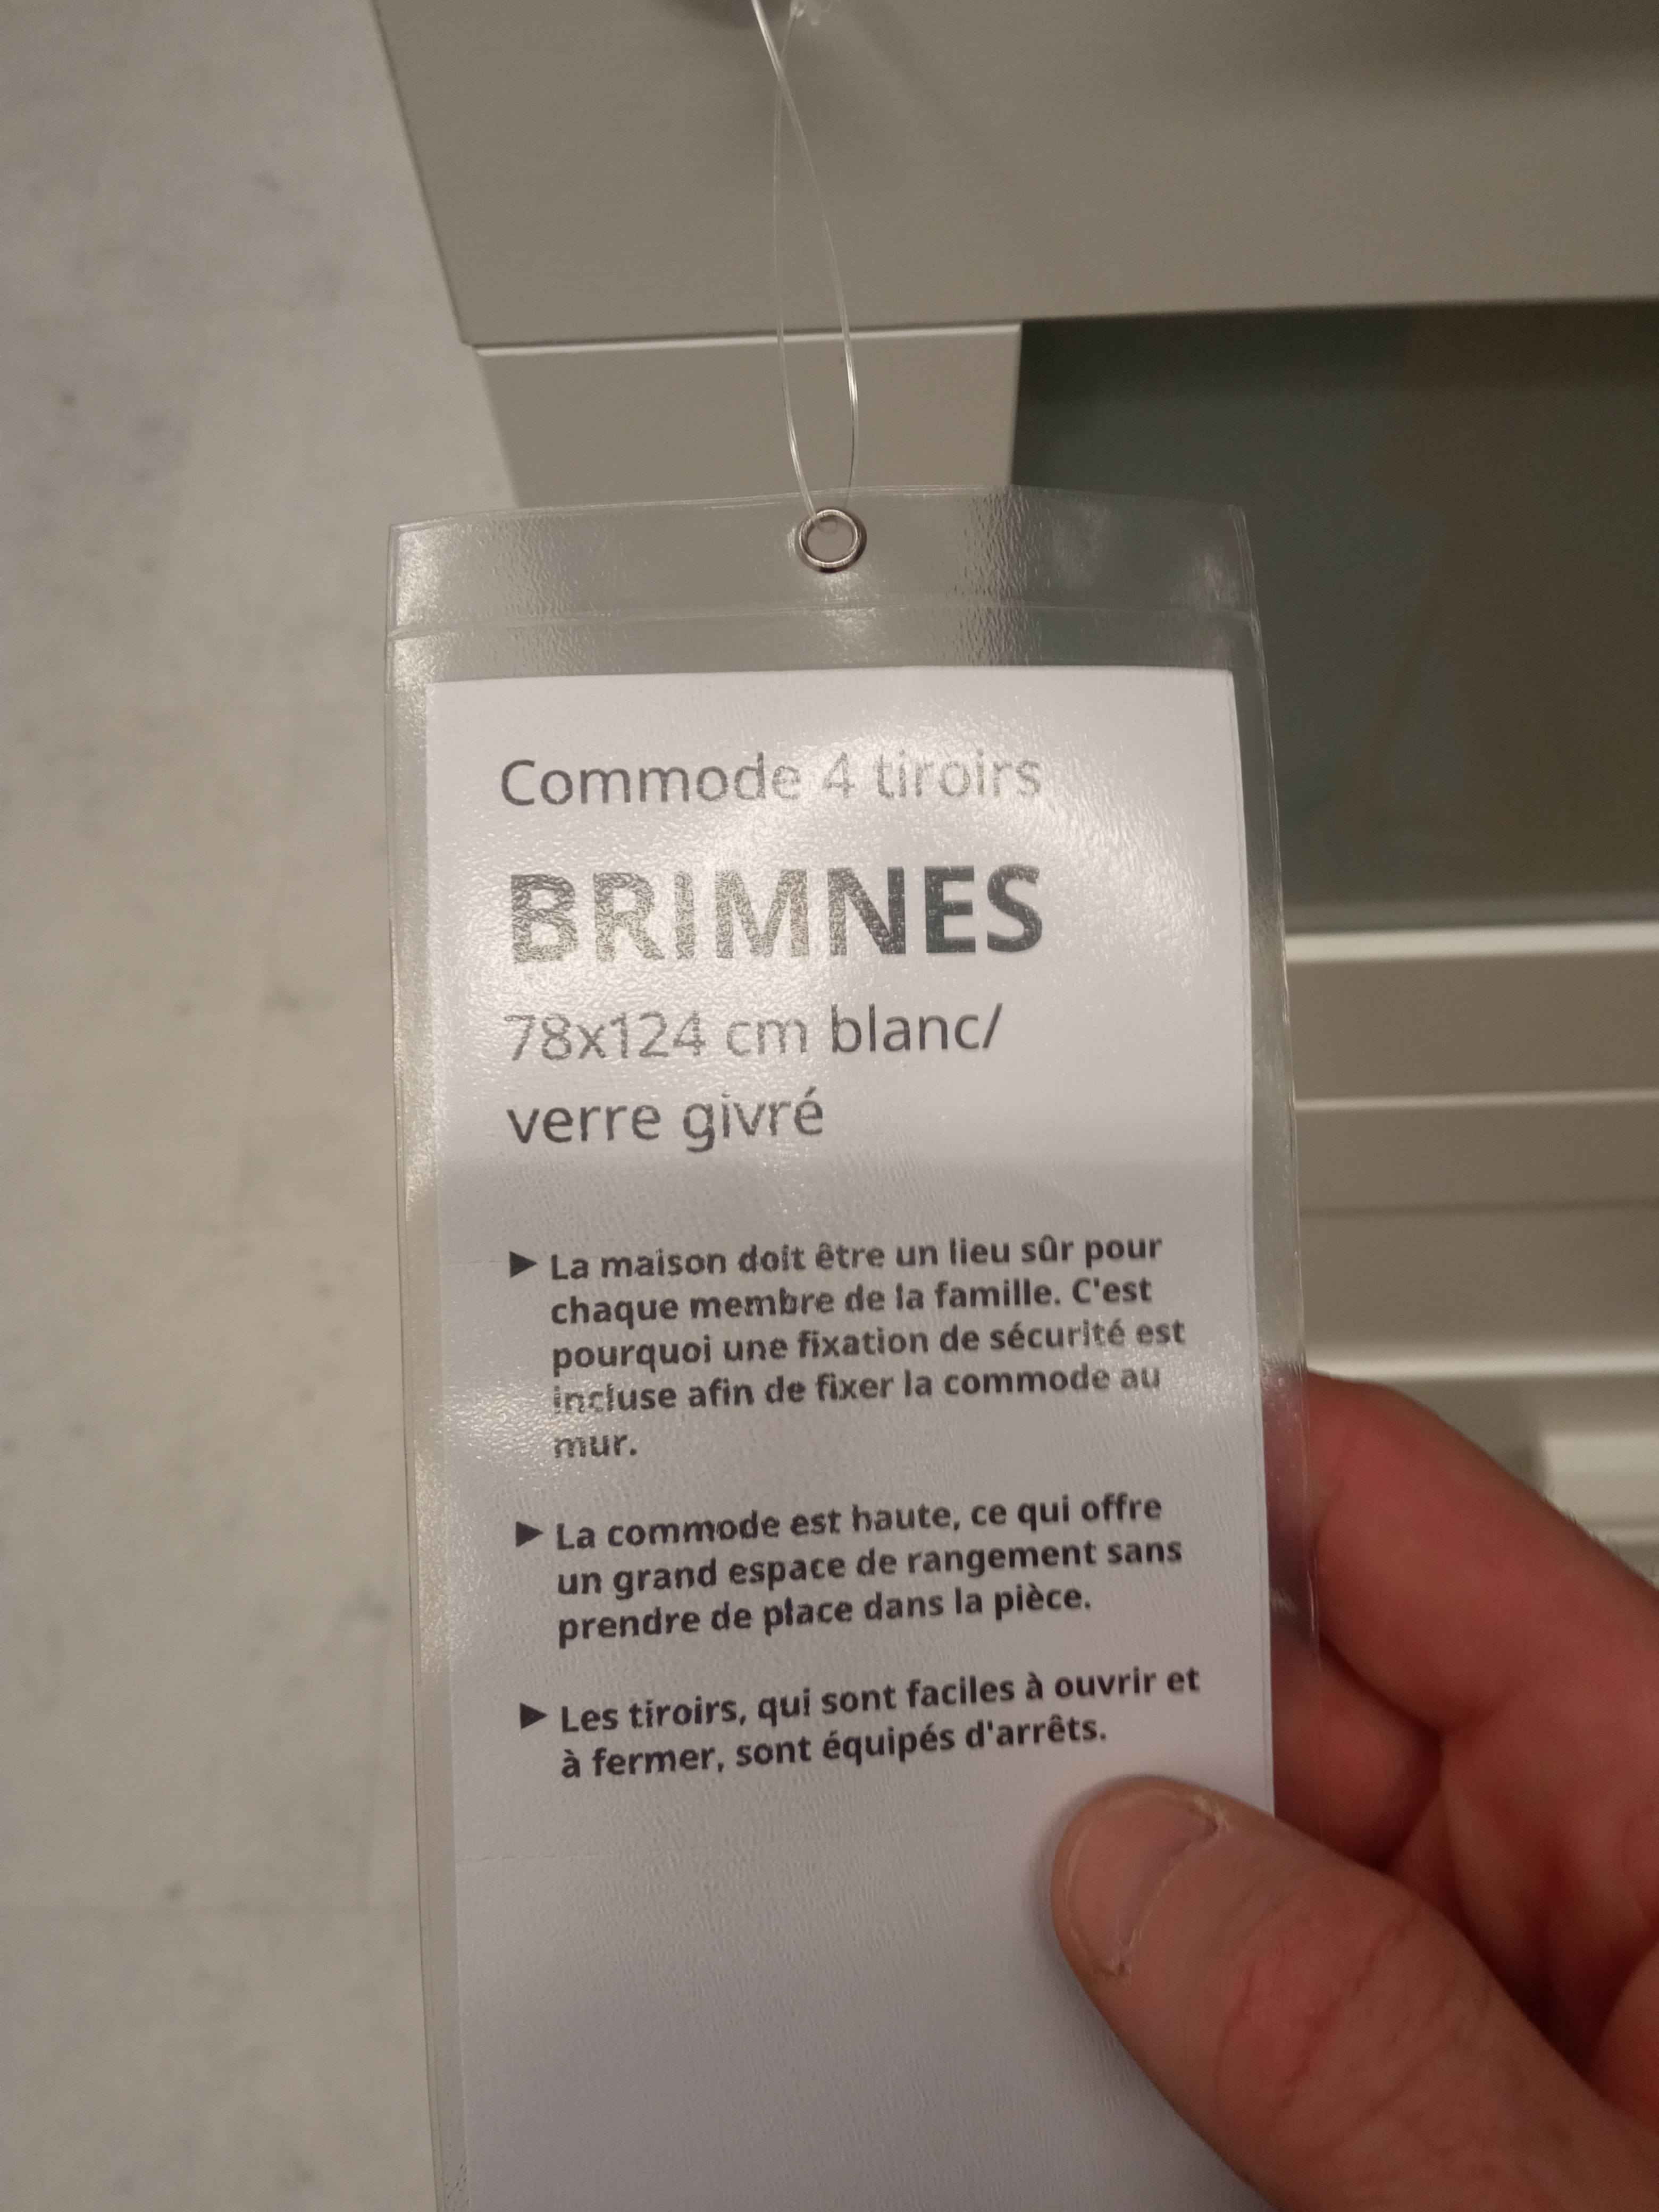 Commode 4 tiroirs
BRIMNES
78x124 cm blanc/
verre givré
► La maison doit être un lieu sûr pour
chaque membre de la famille. C'est
pourquoi une fixation de sécurité est
incluse afin de fixer la commode au
mur.
► La commode est haute, ce qui offre
un grand espace de rangement sans
prendre de place dans la pièce.
► Les tiroirs, qui sont faciles à ouvrir et
à fermer, sont équipés d'arrêts.